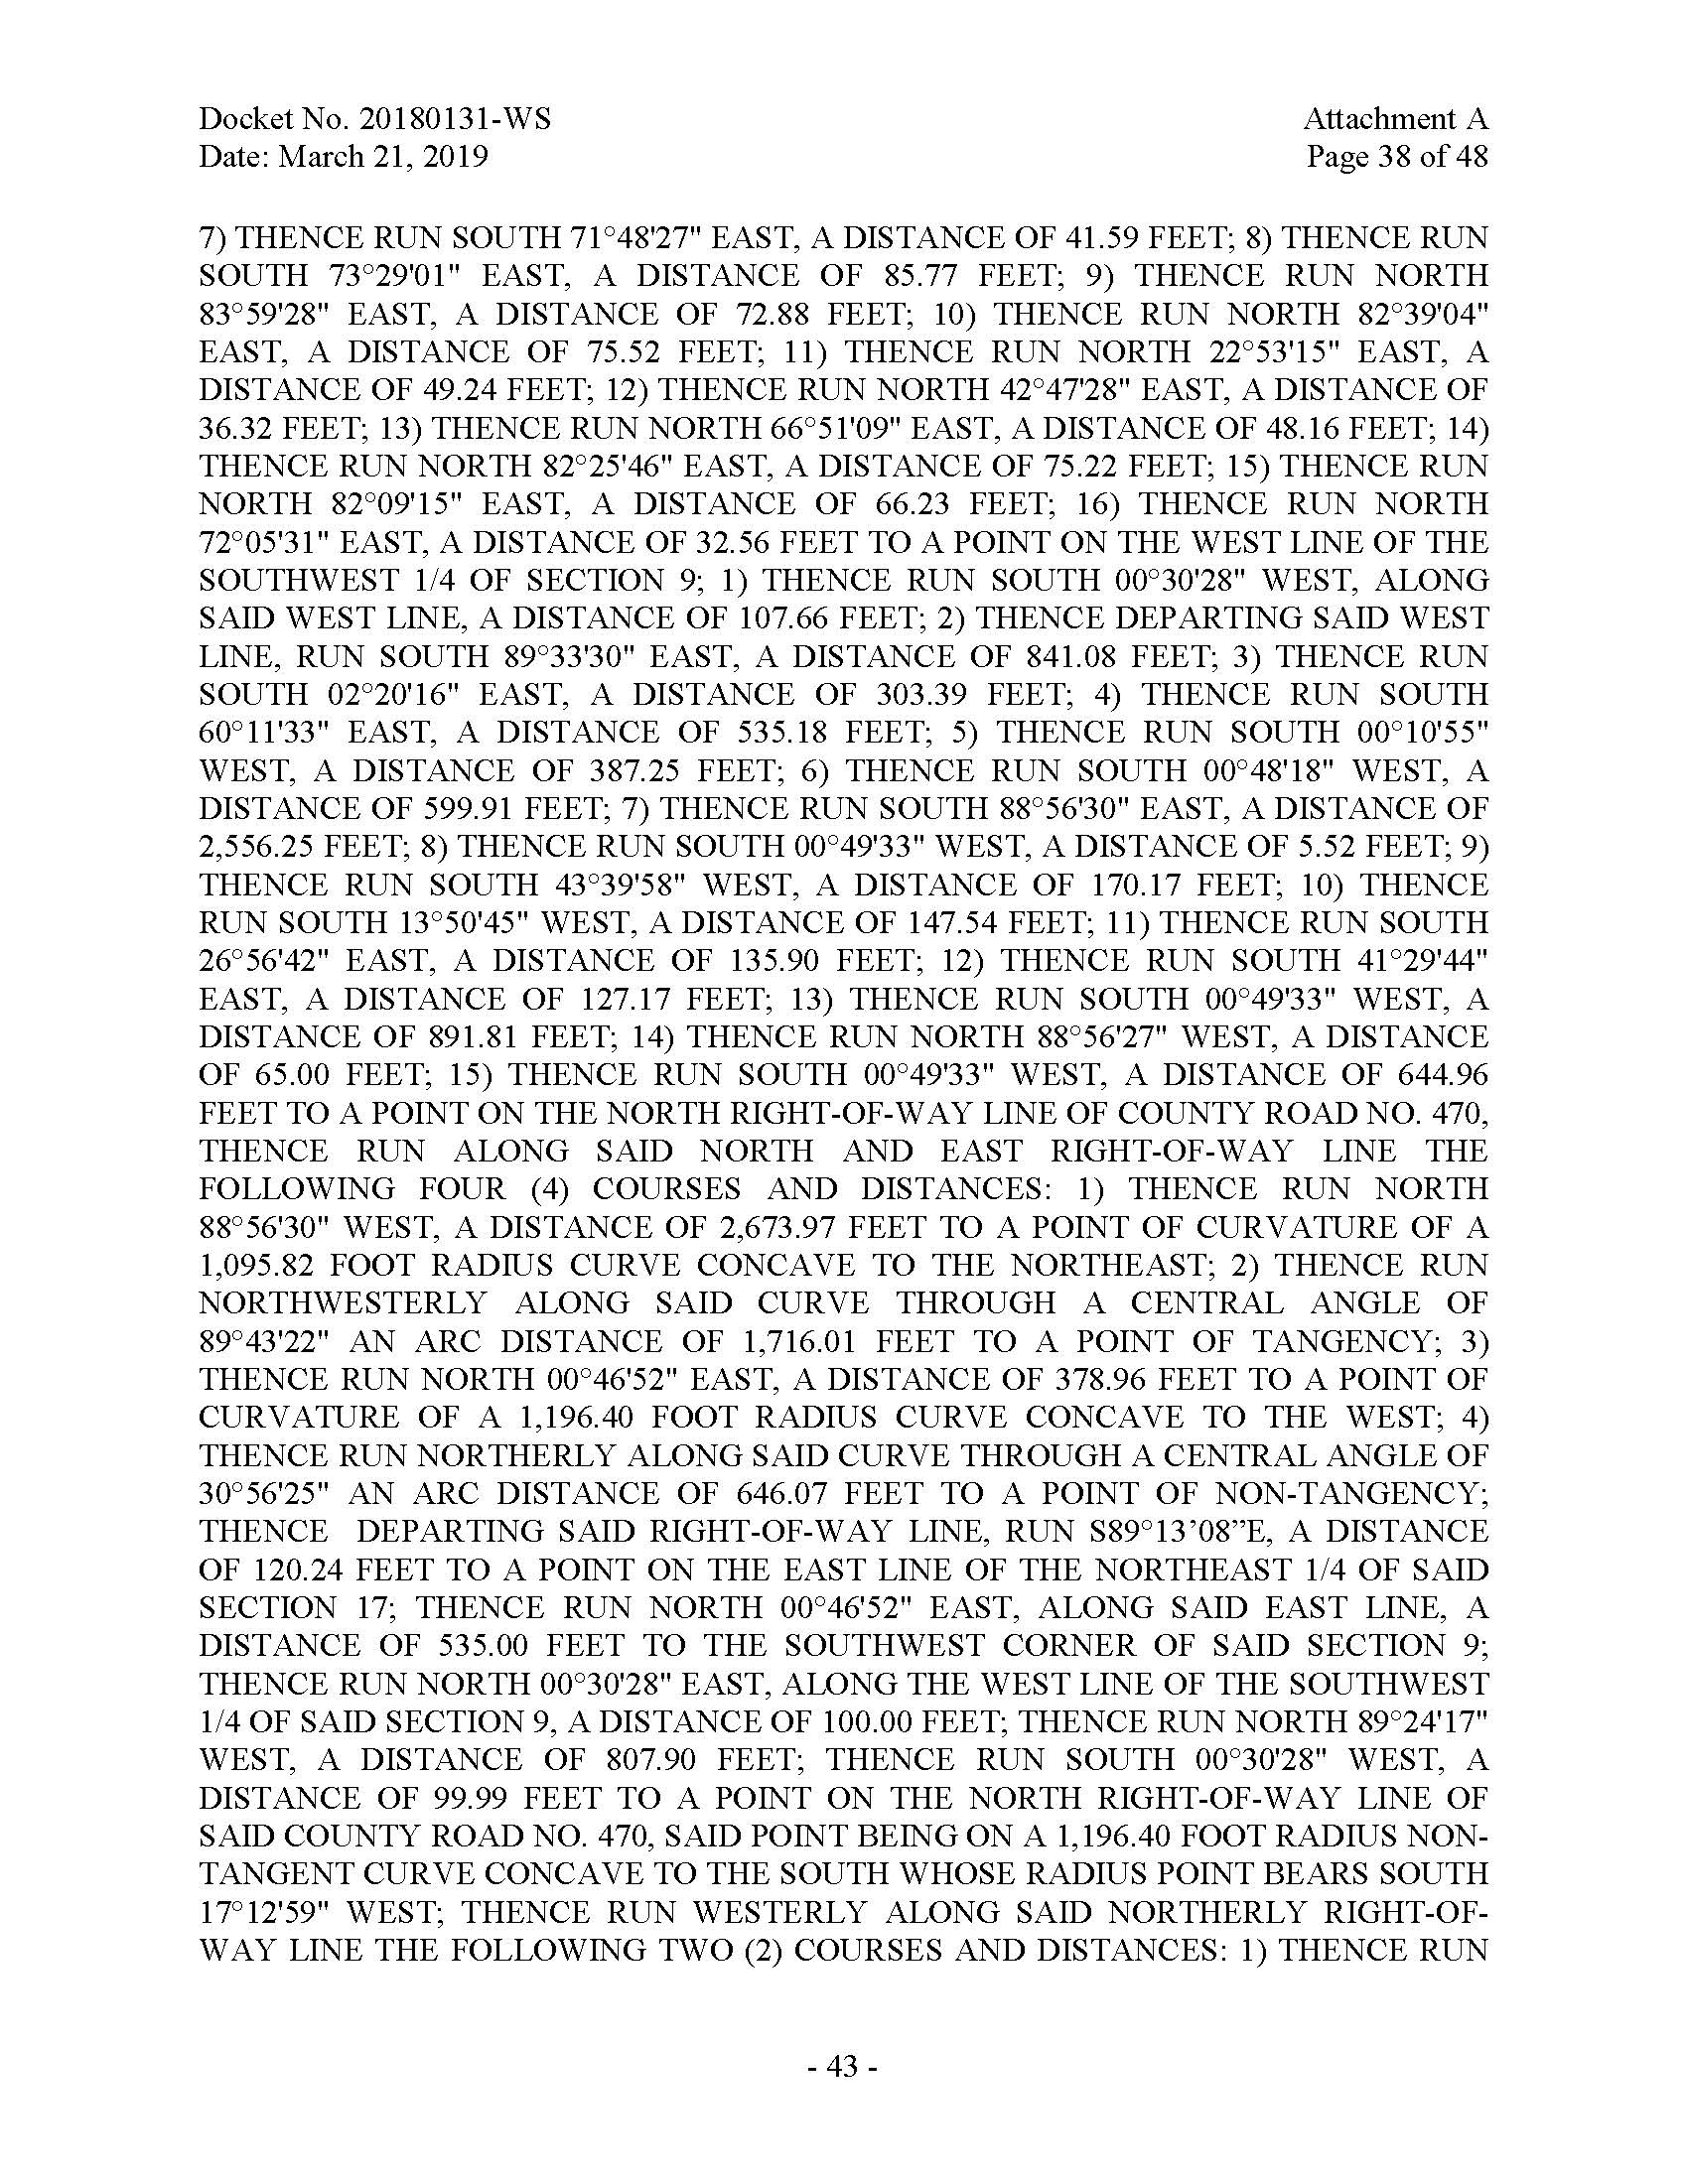 Docket No. 20180131-WS
Attachment A
Date: March 21, 2019
Page 38 of 48
7) THENCE RUN SOUTH 71°48'27" EAST, A DISTANCE OF 41.59 FEET; 8) THENCE RUN
SOUTH 73°29'01" EAST, A DISTANCE OF 85.77 FEET; 9) THENCE RUN NORTH
83°59'28" EAST, A DISTANCE OF 72.88 FEET; 10) THENCE RUN NORTH 82°39'04"
EAST, A DISTANCE OF 75.52 FEET; 11) THENCE RUN NORTH 22°53'15" EAST, A
DISTANCE OF 49.24 FEET; 12) THENCE RUN NORTH 42°47'28" EAST, A DISTANCE OF
36.32 FEET; 13) THENCE RUN NORTH 66°51'09" EAST, A DISTANCE OF 48.16 FEET; 14)
THENCE RUN NORTH 82°25'46" EAST, A DISTANCE OF 75.22 FEET; 15) THENCE RUN
NORTH 82°09'15" EAST, A DISTANCE OF 66.23 FEET; 16) THENCE RUN NORTH
72°05'31" EAST, A DISTANCE OF 32.56 FEET TO A POINT ON THE WEST LINE OF THE
SOUTHWEST 1/4 OF SECTION 9; 1) THENCE RUN SOUTH 00°30'28" WEST, ALONG
SAID WEST LINE, A DISTANCE OF 107.66 FEET; 2) THENCE DEPARTING SAID WEST
LINE, RUN SOUTH 89°33'30" EAST, A DISTANCE OF 841.08 FEET; 3) THENCE RUN
SOUTH 02°20'16" EAST, A DISTANCE OF 303.39 FEET; 4) THENCE RUN SOUTH
60°11'33" EAST, A DISTANCE OF 535.18 FEET; 5) THENCE RUN SOUTH 00°10'55"
WEST, A DISTANCE OF 387.25 FEET; 6) THENCE RUN SOUTH 00°48'18" WEST, A
DISTANCE OF 599.91 FEET; 7) THENCE RUN SOUTH 88°56'30" EAST, A DISTANCE OF
2,556.25 FEET; 8) THENCE RUN SOUTH 00°49'33" WEST, A DISTANCE OF 5.52 FEET; 9)
THENCE RUN SOUTH 43°39'58" WEST, A DISTANCE OF 170.17 FEET; 10) THENCE
RUN SOUTH 13°50'45" WEST, A DISTANCE OF 147.54 FEET; 11) THENCE RUN SOUTH
26°56'42" EAST, A DISTANCE OF 135.90 FEET; 12) THENCE RUN SOUTH 41°29'44"
EAST, A DISTANCE OF 127.17 FEET; 13) THENCE RUN SOUTH 00°49'33" WEST, A
DISTANCE OF 891.81 FEET; 14) THENCE RUN NORTH 88°56'27" WEST, A DISTANCE
OF 65.00 FEET; 15) THENCE RUN SOUTH 00°49'33" WEST, A DISTANCE OF 644.96
FEET TO A POINT ON THE NORTH RIGHT-OF-WAY LINE OF COUNTY ROAD NO. 470,
THENCE RUN ALONG SAID NORTH AND EAST RIGHT-OF-WAY LINE THE
FOLLOWING FOUR (4) COURSES AND DISTANCES: 1) THENCE RUN NORTH
88°56'30" WEST, A DISTANCE OF 2,673.97 FEET TO A POINT OF CURVATURE OF A
1,095.82 FOOT RADIUS CURVE CONCAVE TO THE NORTHEAST; 2) THENCE RUN
NORTHWESTERLY ALONG SAID CURVE THROUGH A CENTRAL ANGLE OF
89°43'22" AN ARC DISTANCE OF 1,716.01 FEET TO A POINT OF TANGENCY; 3)
THENCE RUN NORTH 00°46'52" EAST, A DISTANCE OF 378.96 FEET TO A POINT OF
CURVATURE OF A 1,196.40 FOOT RADIUS CURVE CONCAVE TO THE WEST; 4)
THENCE RUN NORTHERLY ALONG SAID CURVE THROUGH A CENTRAL ANGLE OF
30°56'25" AN ARC DISTANCE OF 646.07 FEET TO A POINT OF NON-TANGENCY;
THENCE DEPARTING SAID RIGHT-OF-WAY LINE, RUN S89°13’08”E, A DISTANCE
OF 120.24 FEET TO A POINT ON THE EAST LINE OF THE NORTHEAST 1/4 OF SAID
SECTION 17; THENCE RUN NORTH 00°46'52" EAST, ALONG SAID EAST LINE, A
DISTANCE OF 535.00 FEET TO THE SOUTHWEST CORNER OF SAID SECTION 9;
THENCE RUN NORTH 00°30'28" EAST, ALONG THE WEST LINE OF THE SOUTHWEST
1/4 OF SAID SECTION 9, A DISTANCE OF 100.00 FEET; THENCE RUN NORTH 89°24'17"
WEST, A DISTANCE OF 807.90 FEET; THENCE RUN SOUTH 00°30'28" WEST, A
DISTANCE OF 99.99 FEET TO A POINT ON THE NORTH RIGHT-OF-WAY LINE OF
SAID COUNTY ROAD NO. 470, SAID POINT BEING ON A 1,196.40 FOOT RADIUS NON-
TANGENT CURVE CONCAVE TO THE SOUTH WHOSE RADIUS POINT BEARS SOUTH
17°12'59" WEST; THENCE RUN WESTERLY ALONG SAID NORTHERLY RIGHT-OF-
WAY LINE THE FOLLOWING TWO (2) COURSES AND DISTANCES: 1) THENCE RUN
- 43 -